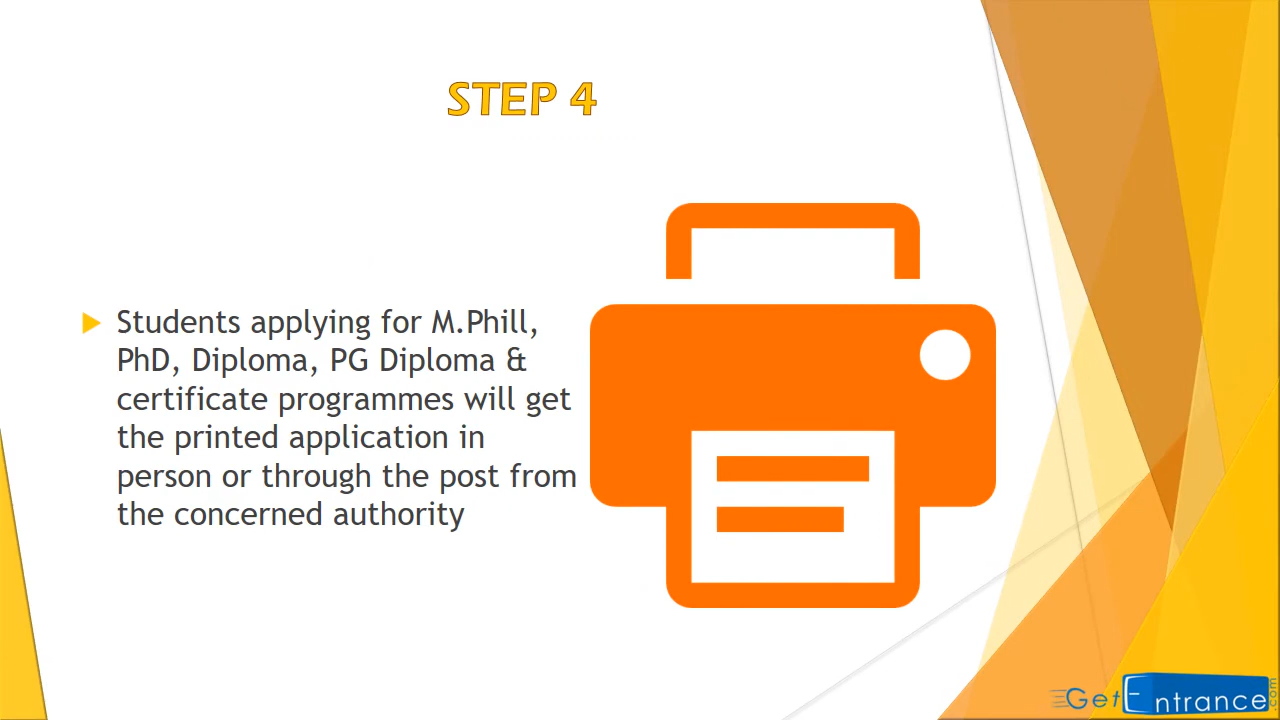 STEP 4
Students applying for M.Phill,
PhD, Diploma, PG Diploma &
certificate programmes will get
the printed application in
person or through the post from
the concerned authority
GetEntrance.com